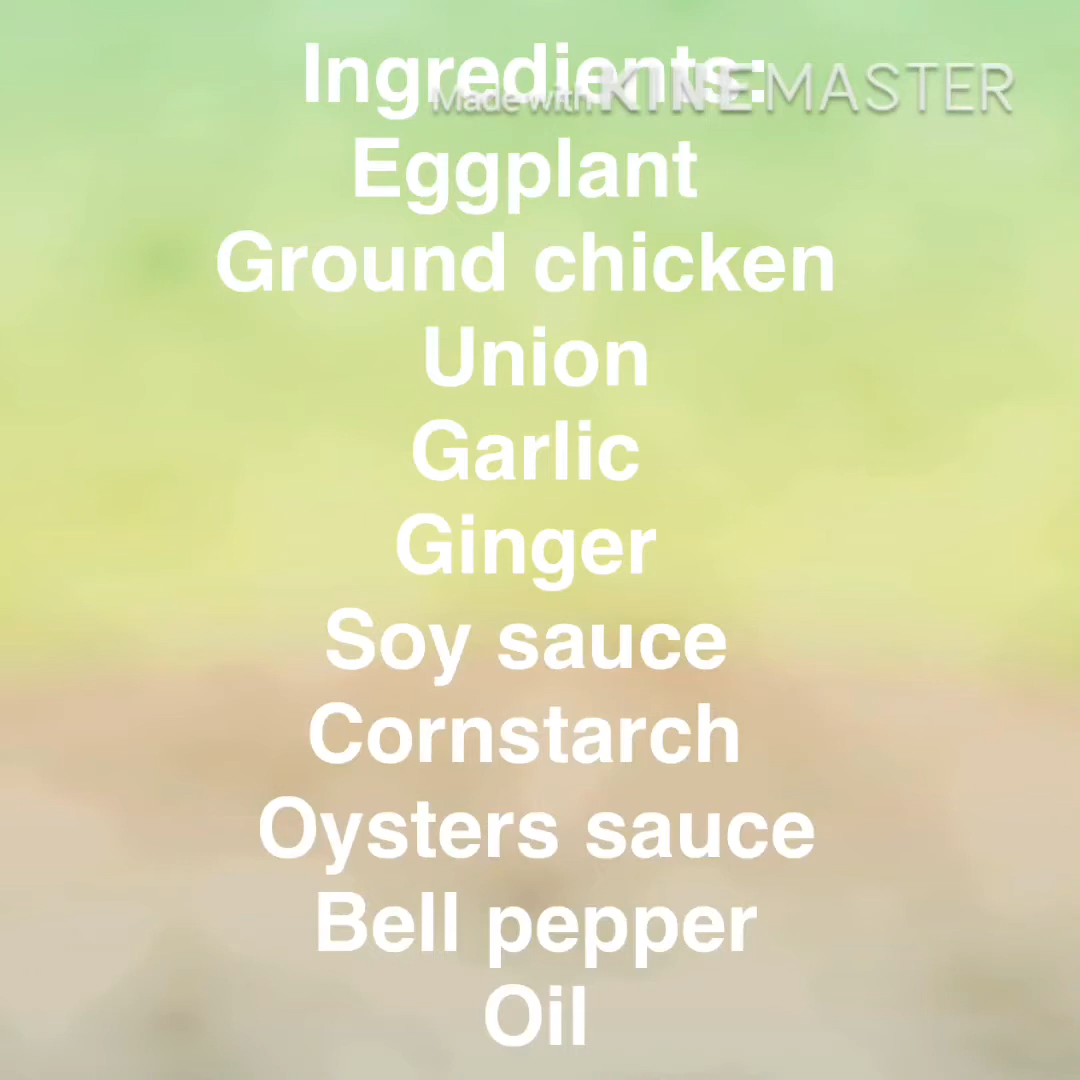 Ingredients:
Made with KINEMASTER
Eggplant
Ground chicken
Union
Garlic
Ginger
Soy sauce
Cornstarch
Oysters sauce
Bell pepper
Oil